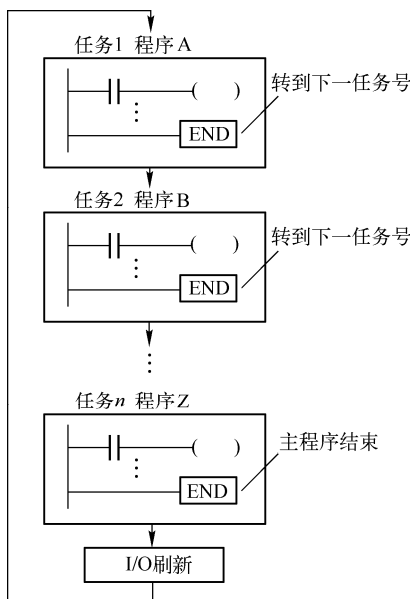 任务1 程序A
转到下一任务号
END
任务2 程序B
转到下一任务号
END
任务n 程序Z
主程序结束
END
I/O刷新